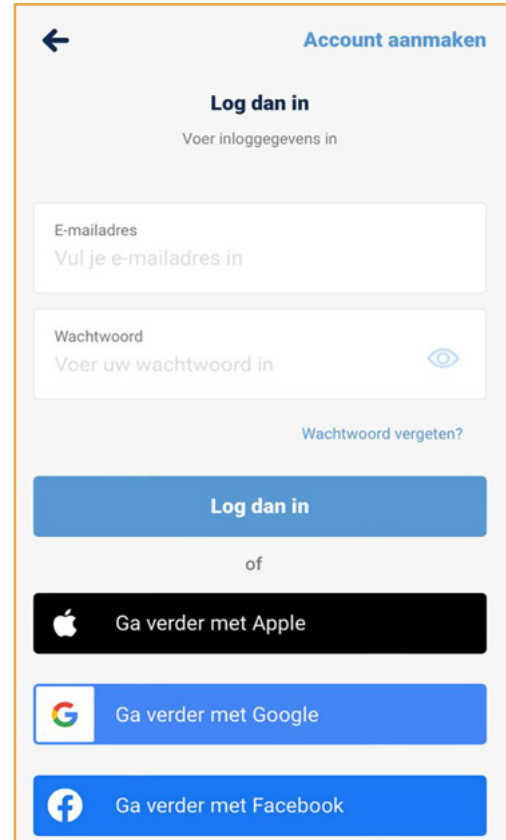 Account aanmaken
Log dan in
Voer inloggegevens in
E-mailadres
Vul je e-mailadres in
Wachtwoord
Voer uw wachtwoord in
Wachtwoord vergeten?
Log dan in
of
Ga verder met Apple
Ga verder met Google
Ga verder met Facebook